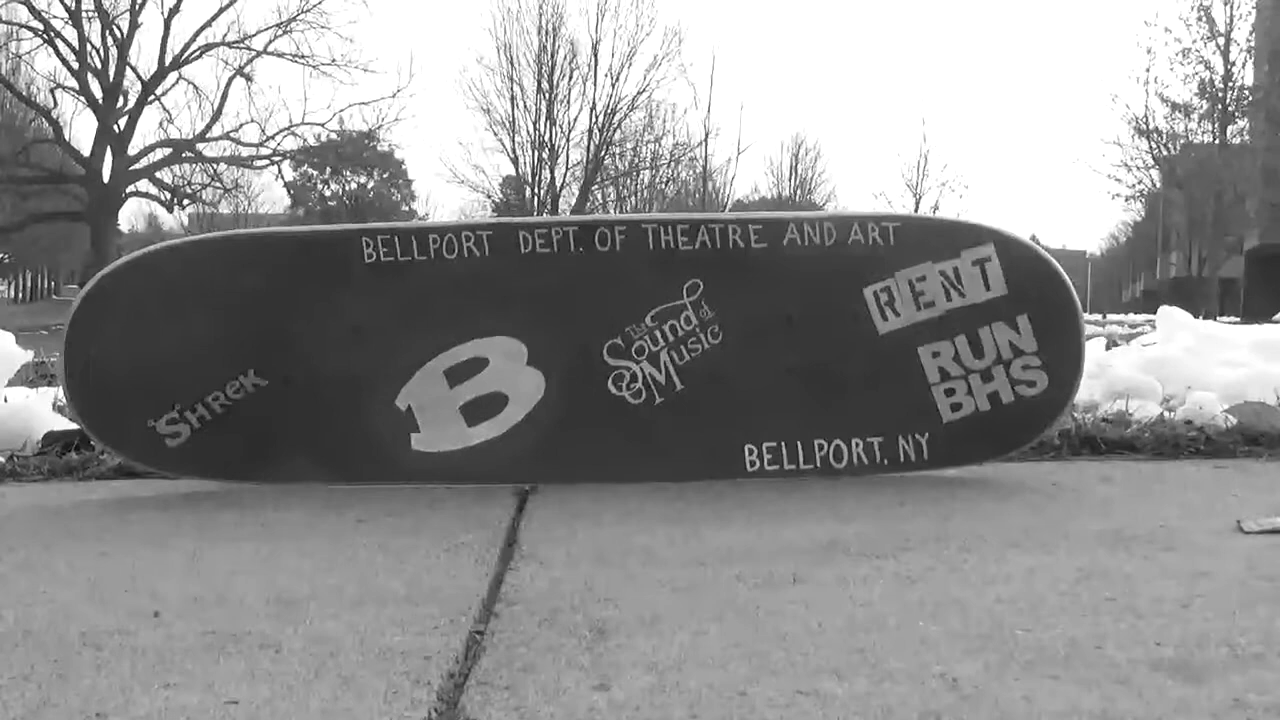 BELLPORT DEPT. OF THEATRE AND ART
SHREK
B
The
Sound of
Music
RENT
RUN
BHS
BELLPORT, NY